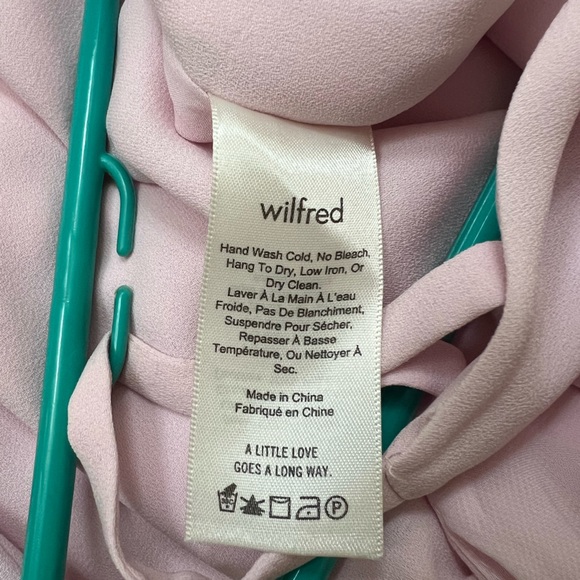 wilfred
Hand Wash Cold, No Bleach,
Hang To Dry, Low Iron, Or
Dry Clean.
Laver À La Main À L'eau
Froide, Pas De Blanchiment,
Suspendre Pour Sécher,
Repasser À Basse
Température, Ou Nettoyer À
Sec.
Made in China
Fabriqué en Chine
A LITTLE LOVE
GOES A LONG WAY.
P